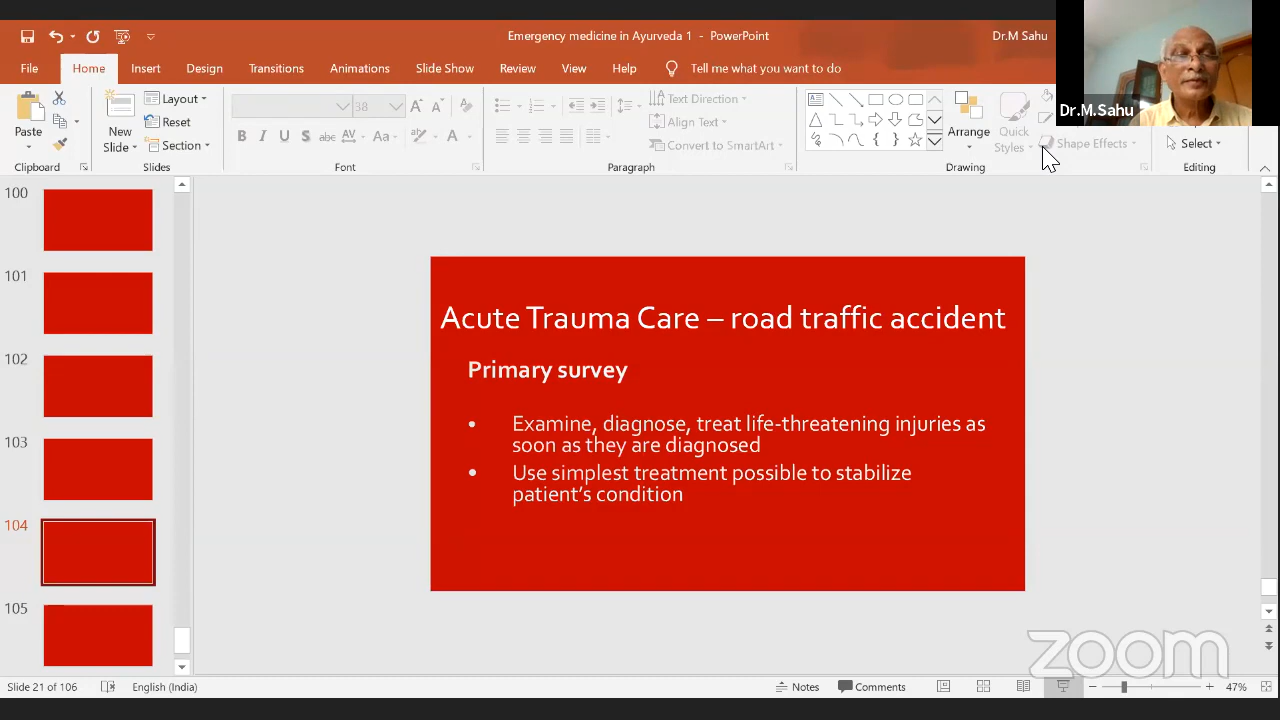 Emergency medicine in Ayurveda 1 - PowerPoint
Dr.M Sahu
File
Home
Insert
Design
Transitions
Animations
Slide Show
Review
View
Help
Tell me what you want to do
Dr.M.Sahu
Paste
New
Slide
Layout
Reset
Section
38
Text Direction
Align Text
Convert to SmartArt
Arrange
Quick
Styles
Shape Effects
Select
Clipboard
Slides
Font
Paragraph
Drawing
Editing
100
101
102
103
104
105
Acute Trauma Care – road traffic accident
Primary survey
• Examine, diagnose, treat life-threatening injuries as
soon as they are diagnosed
• Use simplest treatment possible to stabilize
patient's condition
zoom
Slide 21 of 106
English (India)
Notes
Comments
47%